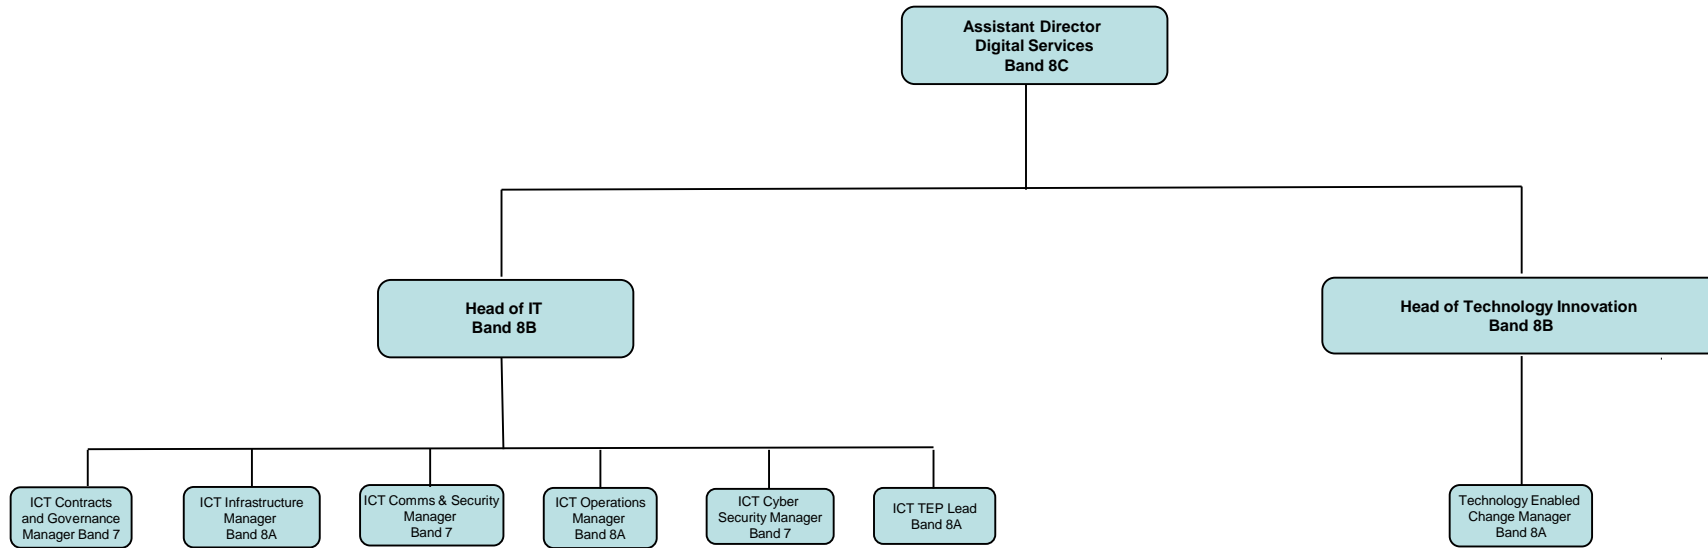 Assistant Director
Digital Services
Band 8C
Head of IT
Band 8B
Head of Technology Innovation
Band 8B
ICT Contracts
and Governance
Manager Band 7
ICT Infrastructure
Manager
Band 8A
ICT Comms & Security
Manager
Band 7
ICT Operations
Manager
Band 8A
ICT Cyber
Security Manager
Band 7
ICT TEP Lead
Band 8A
Technology Enabled
Change Manager
Band 8A